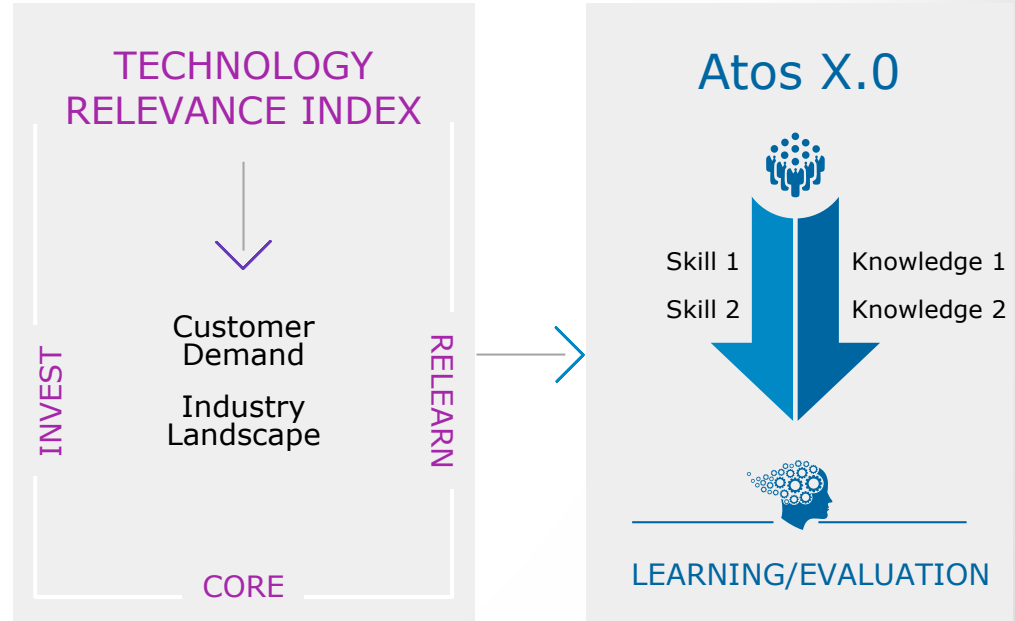 TECHNOLOGY
RELEVANCE INDEX
Customer
Demand
Industry
Landscape
INVEST
RELEARN
CORE
Atos X.0
Skill 1
Knowledge 1
Skill 2
Knowledge 2
LEARNING/EVALUATION